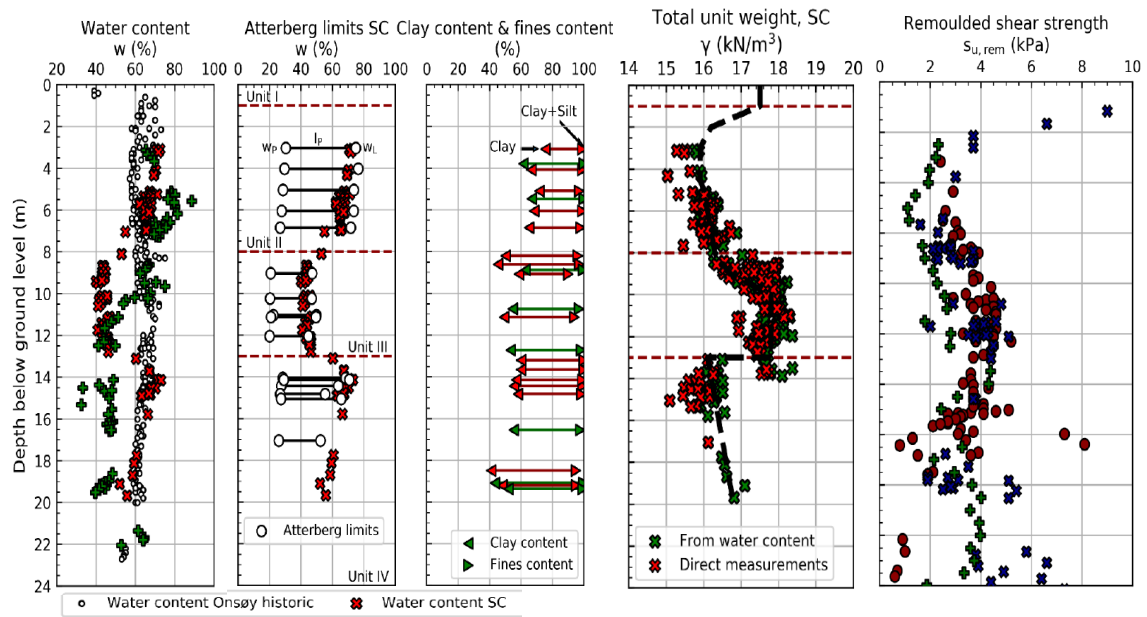 Water content
w (%)
20 40 60 80 100
Atterberg limits SC
w (%)
0 20 40 60 80 100
Clay content & fines content
(%)
0 20 40 60 80 100
Total unit weight, SC
γ (kN/m³)
14 15 16 17 18 19 20
Remoulded shear strength
su, rem (kPa)
0 2 4 6 8 10
Depth below ground level (m)
0
2
4
6
8
10
12
14
16
18
20
22
24
Unit I
wP
IP
wL
Unit II
Unit III
Unit IV
Atterberg limits
Clay+Silt
Clay
Clay content
Fines content
From water content
Direct measurements
Water content Onsøy historic
Water content SC